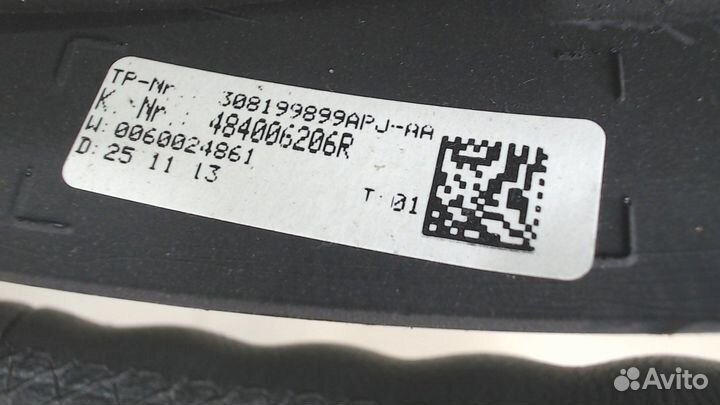 TP-Nr 308199899APJ-AA
K Nr.: 484006206R
W: 0060024861
D: 25 11 13
T: 01
Avito